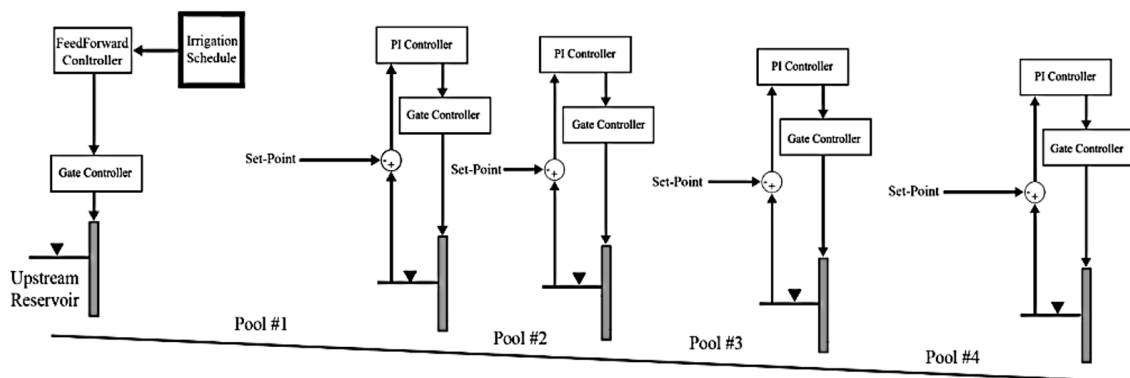 FeedForward
Conltroller
Irrigation
Schedule
Gate Controller
Upstream
Reservoir
PI Controller
Gate Controller
Set-Point
-
+
Pool #1
PI Controller
Gate Controller
Set-Point
-
+
Pool #2
PI Controller
Gate Controller
Set-Point
-
+
Pool #3
PI Controller
Gate Controller
Set-Point
-
+
Pool #4